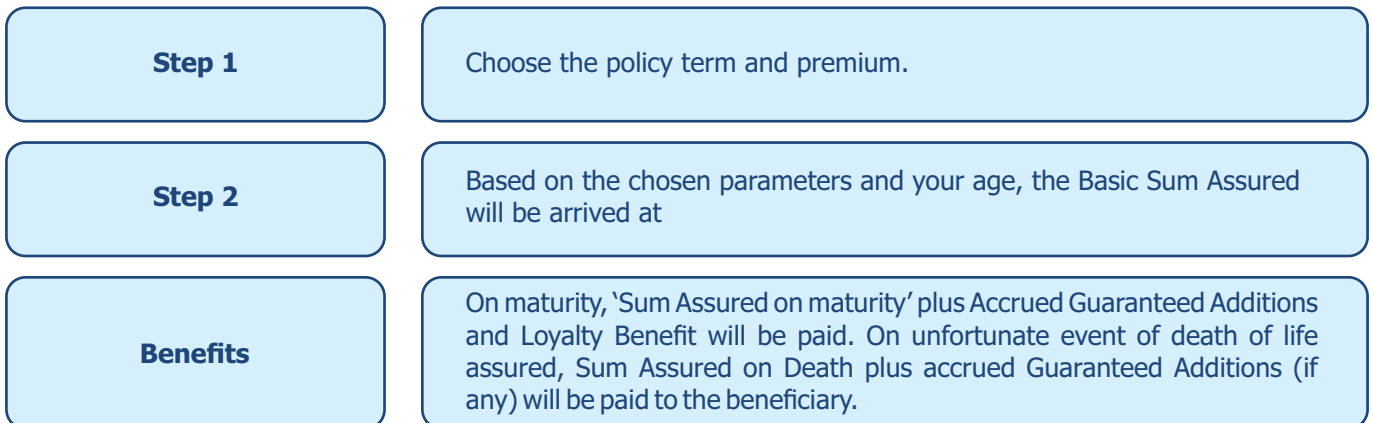 Step 1
Choose the policy term and premium.
Step 2
Based on the chosen parameters and your age, the Basic Sum Assured
will be arrived at
Benefits
On maturity, ‘Sum Assured on maturity’ plus Accrued Guaranteed Additions
and Loyalty Benefit will be paid. On unfortunate event of death of life
assured, Sum Assured on Death plus accrued Guaranteed Additions (if
any) will be paid to the beneficiary.